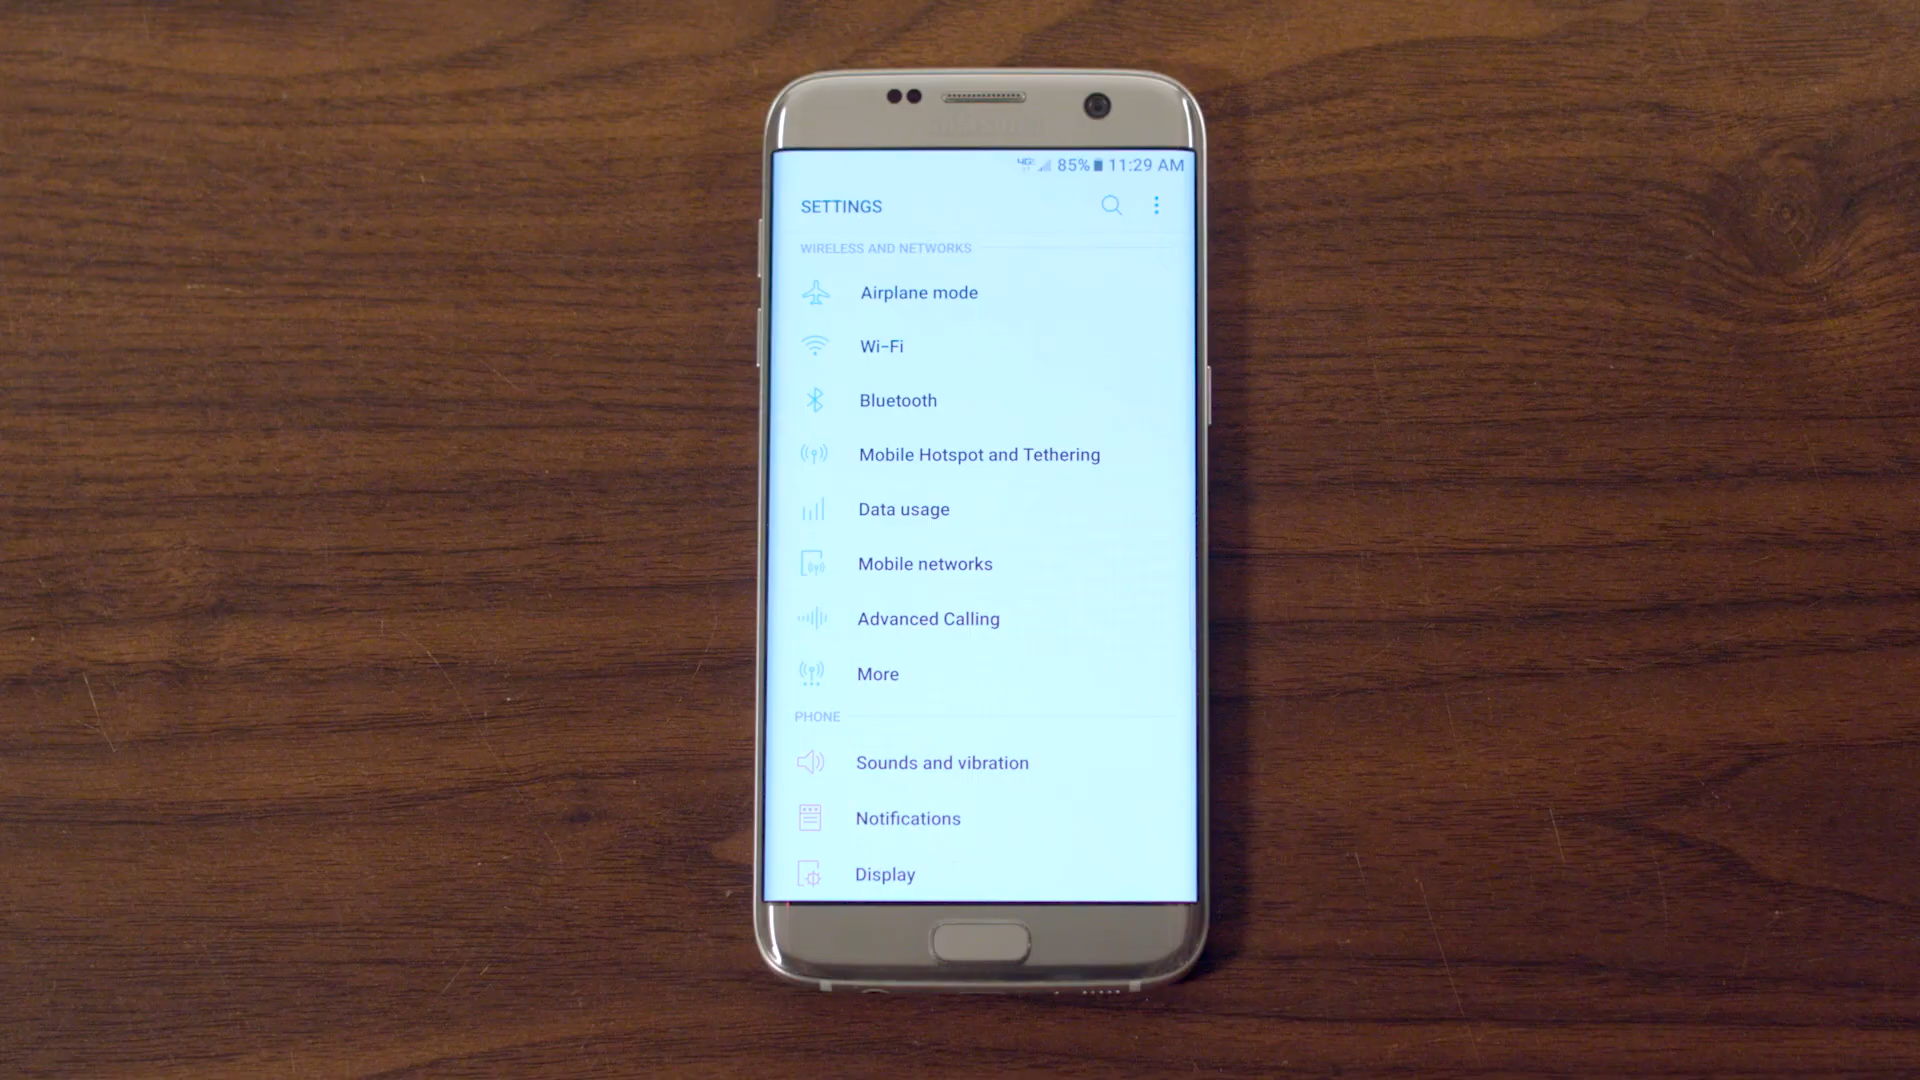 4G 85% 11:29 AM
SETTINGS
WIRELESS AND NETWORKS
Airplane mode
Wi-Fi
Bluetooth
Mobile Hotspot and Tethering
Data usage
Mobile networks
Advanced Calling
More
PHONE
Sounds and vibration
Notifications
Display